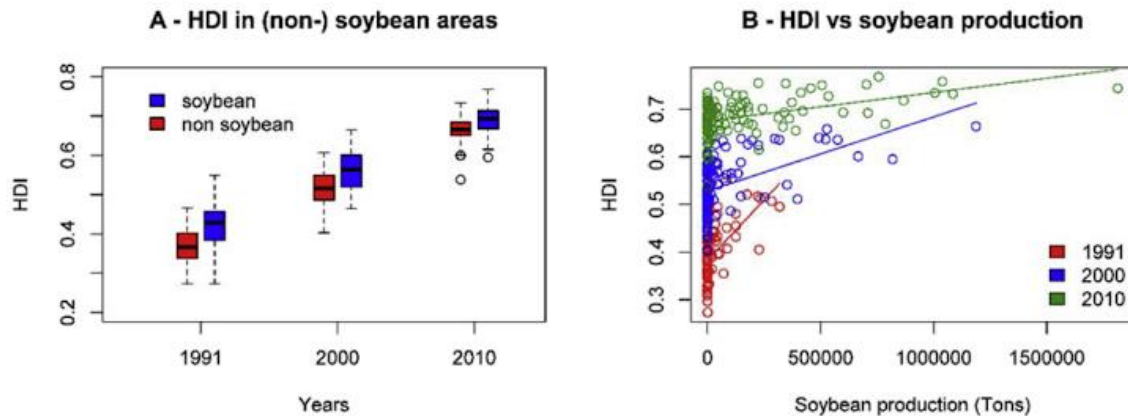 A - HDI in (non-) soybean areas
HDI
0.8
0.6
0.4
0.2
soybean
non soybean
1991
2000
2010
Years
B - HDI vs soybean production
HDI
0.7
0.6
0.5
0.4
0.3
1991
2000
2010
0
500000
1000000
1500000
Soybean production (Tons)